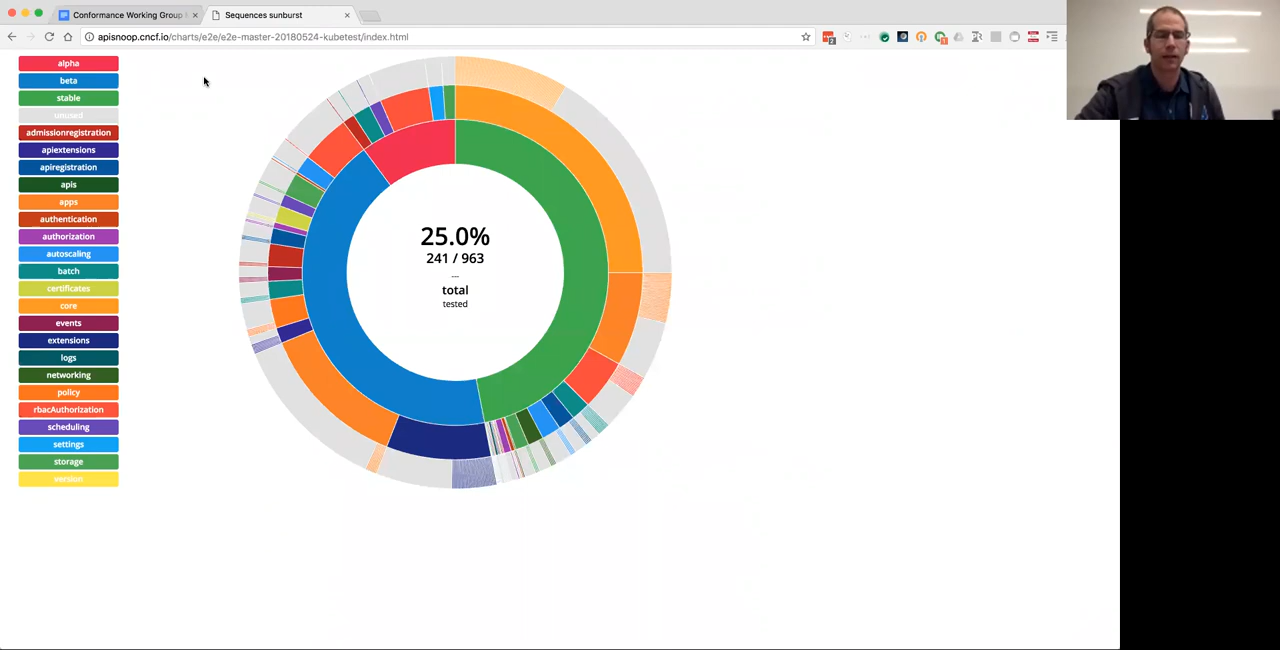 Conformance Working Group
Sequences sunburst
apisnoop.cncf.io/charts/e2e/e2e-master-20180524-kubetest/index.html
alpha
beta
stable
unused
admissionregistration
apiextensions
apiregistration
apis
apps
authentication
authorization
autoscaling
batch
certificates
core
events
extensions
logs
networking
policy
rbacAuthorization
scheduling
settings
storage
version
25.0%
241 / 963
---
total
tested